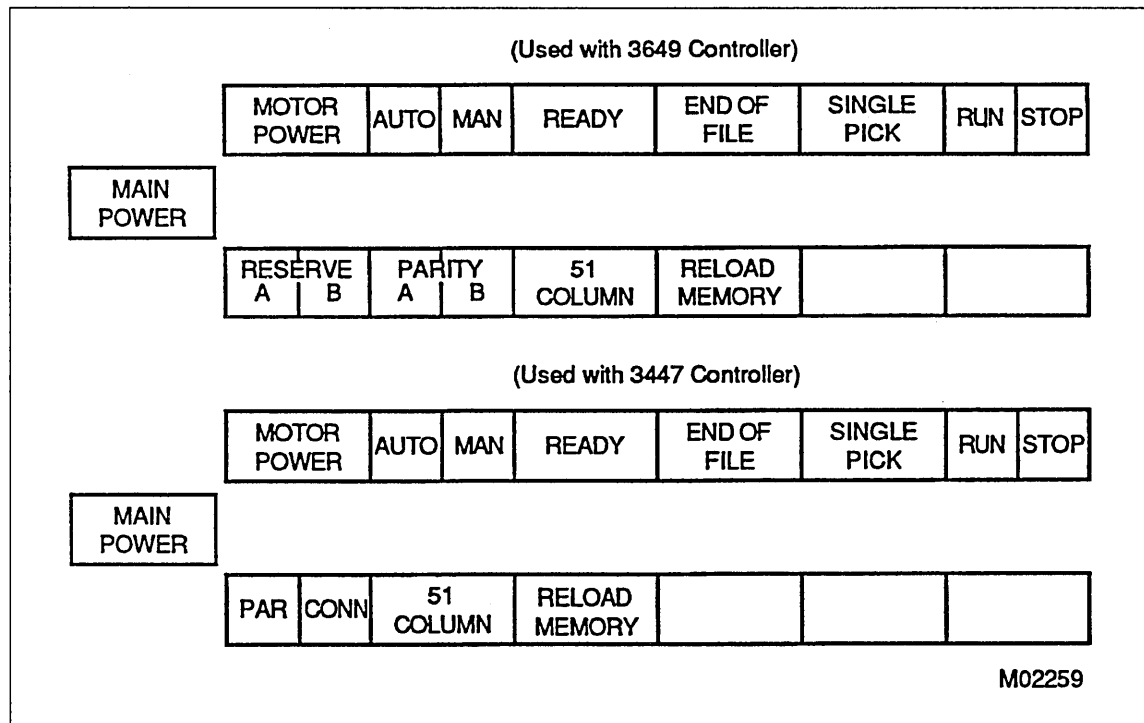 (Used with 3649 Controller)
MOTOR POWER AUTO MAN READY END OF FILE SINGLE PICK RUN STOP
MAIN POWER
RESERVE A B PARITY A B 51 COLUMN RELOAD MEMORY
(Used with 3447 Controller)
MOTOR POWER AUTO MAN READY END OF FILE SINGLE PICK RUN STOP
MAIN POWER
PAR CONN 51 COLUMN RELOAD MEMORY
M02259